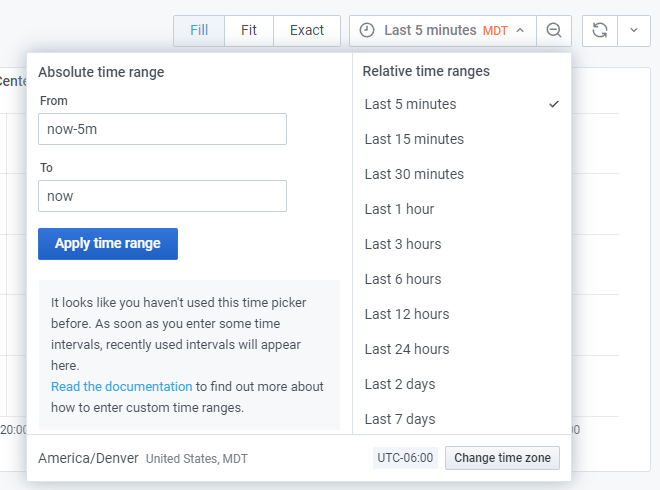 Fill Fit Exact Last 5 minutes MDT
Absolute time range
From
now-5m
To
now
Apply time range
It looks like you haven't used this time picker
before. As soon as you enter some time
intervals, recently used intervals will appear
here.
Read the documentation to find out more about
how to enter custom time ranges.
Relative time ranges
Last 5 minutes
Last 15 minutes
Last 30 minutes
Last 1 hour
Last 3 hours
Last 6 hours
Last 12 hours
Last 24 hours
Last 2 days
Last 7 days
America/Denver United States, MDT UTC-06:00 Change time zone